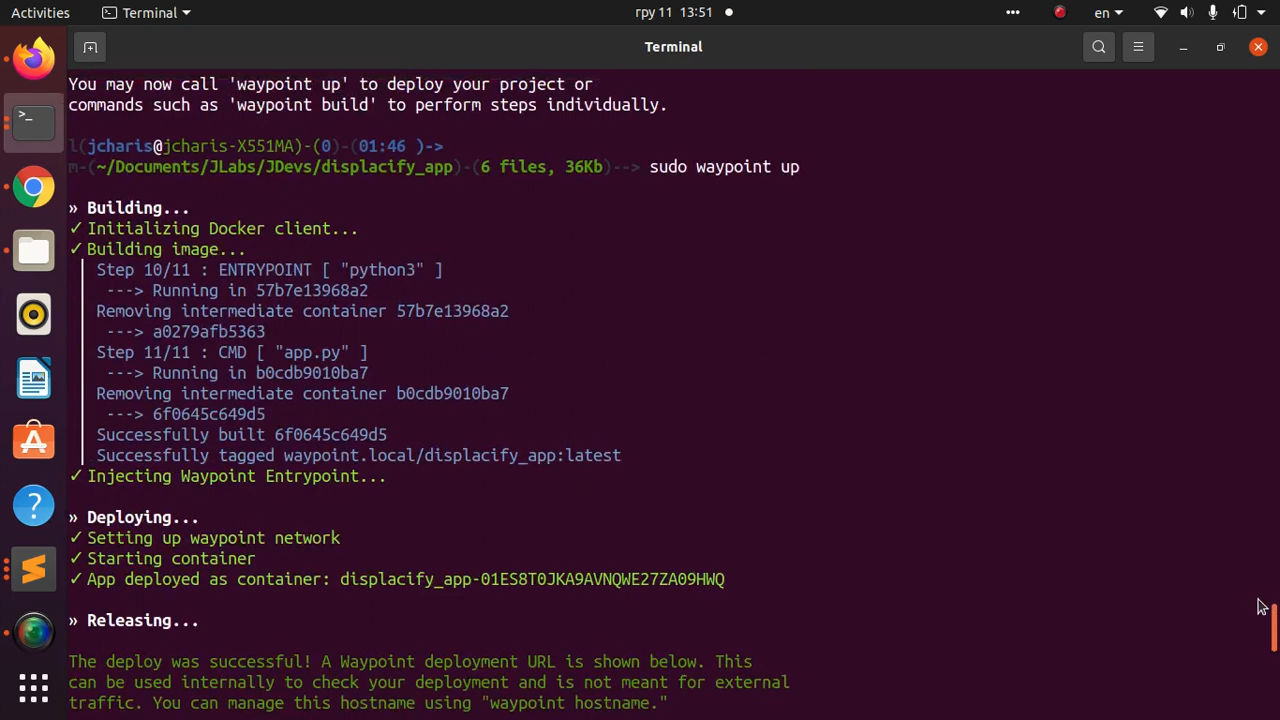 Activities
Terminal
гру 11 13:51
en
Terminal
>_
You may now call 'waypoint up' to deploy your project or
commands such as 'waypoint build' to perform steps individually.
l(jcharis@jcharis-X551MA)-(0)-(01:46 )->
m-(~/Documents/JLabs/JDevs/displacify_app)-(6 files, 36Kb)--> sudo waypoint up
» Building...
✓ Initializing Docker client...
✓ Building image...
Step 10/11 : ENTRYPOINT [ "python3" ]
---> Running in 57b7e13968a2
Removing intermediate container 57b7e13968a2
---> a0279afb5363
Step 11/11 : CMD [ "app.py" ]
---> Running in b0cdb9010ba7
Removing intermediate container b0cdb9010ba7
---> 6f0645c649d5
Successfully built 6f0645c649d5
Successfully tagged waypoint.local/displacify_app:latest
✓ Injecting Waypoint Entrypoint...
» Deploying...
✓ Setting up waypoint network
✓ Starting container
✓ App deployed as container: displacify_app-01ES8T0JKA9AVNQWE27ZA09HWQ
» Releasing...
The deploy was successful! A Waypoint deployment URL is shown below. This
can be used internally to check your deployment and is not meant for external
traffic. You can manage this hostname using "waypoint hostname."